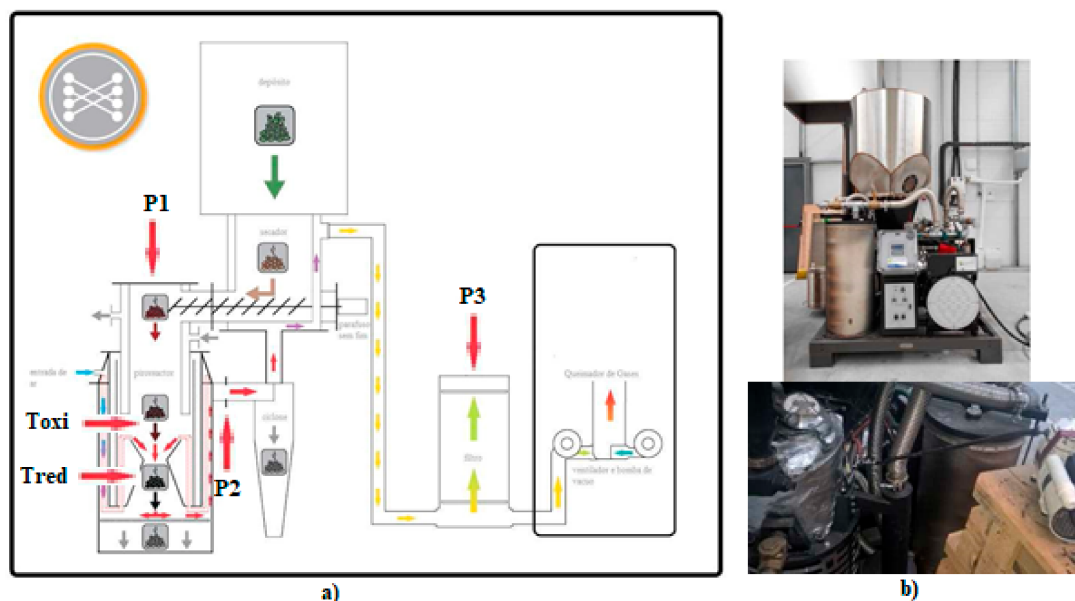 depósito
P1
secador
P3
parafuso
sem fim
Queimador de Gases
entrada de
ar
piroreactor
Toxi
ciclone
filtro
Tred
P2
ventilador e bomba de
vácuo
a)
b)